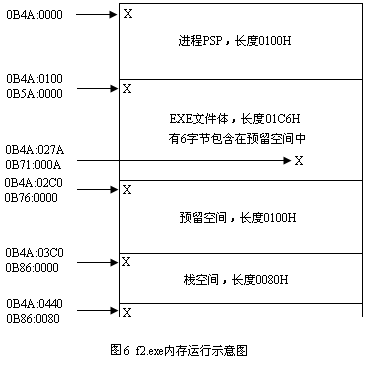 0B4A:0000
X
进程PSP，长度0100H
0B4A:0100
0B5A:0000
X
EXE文件体，长度01C6H
有6字节包含在预留空间中
0B4A:027A
0B71:000A
X
0B4A:02C0
0B76:0000
X
预留空间，长度0100H
0B4A:03C0
0B86:0000
X
栈空间，长度0080H
0B4A:0440
0B86:0080
X
图6 f2.exe内存运行示意图